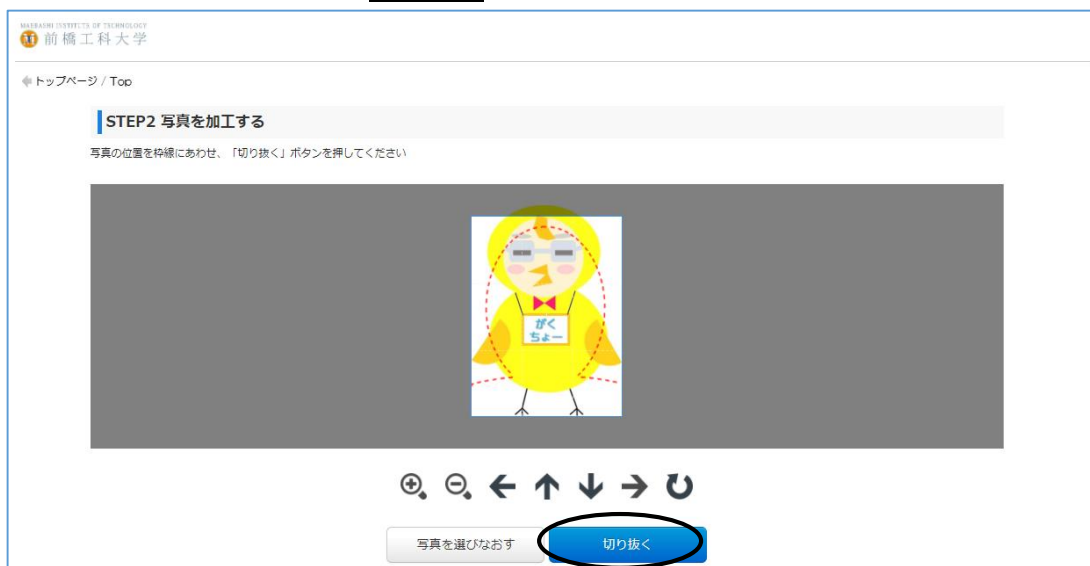 MAEBASHI INSTITUTE OF TECHNOLOGY
前橋工科大学
トップページ / Top
STEP2 写真を加工する
写真の位置を枠線にあわせ、「切り抜く」ボタンを押してください
がく
ちょー
写真を選びなおす
切り抜く